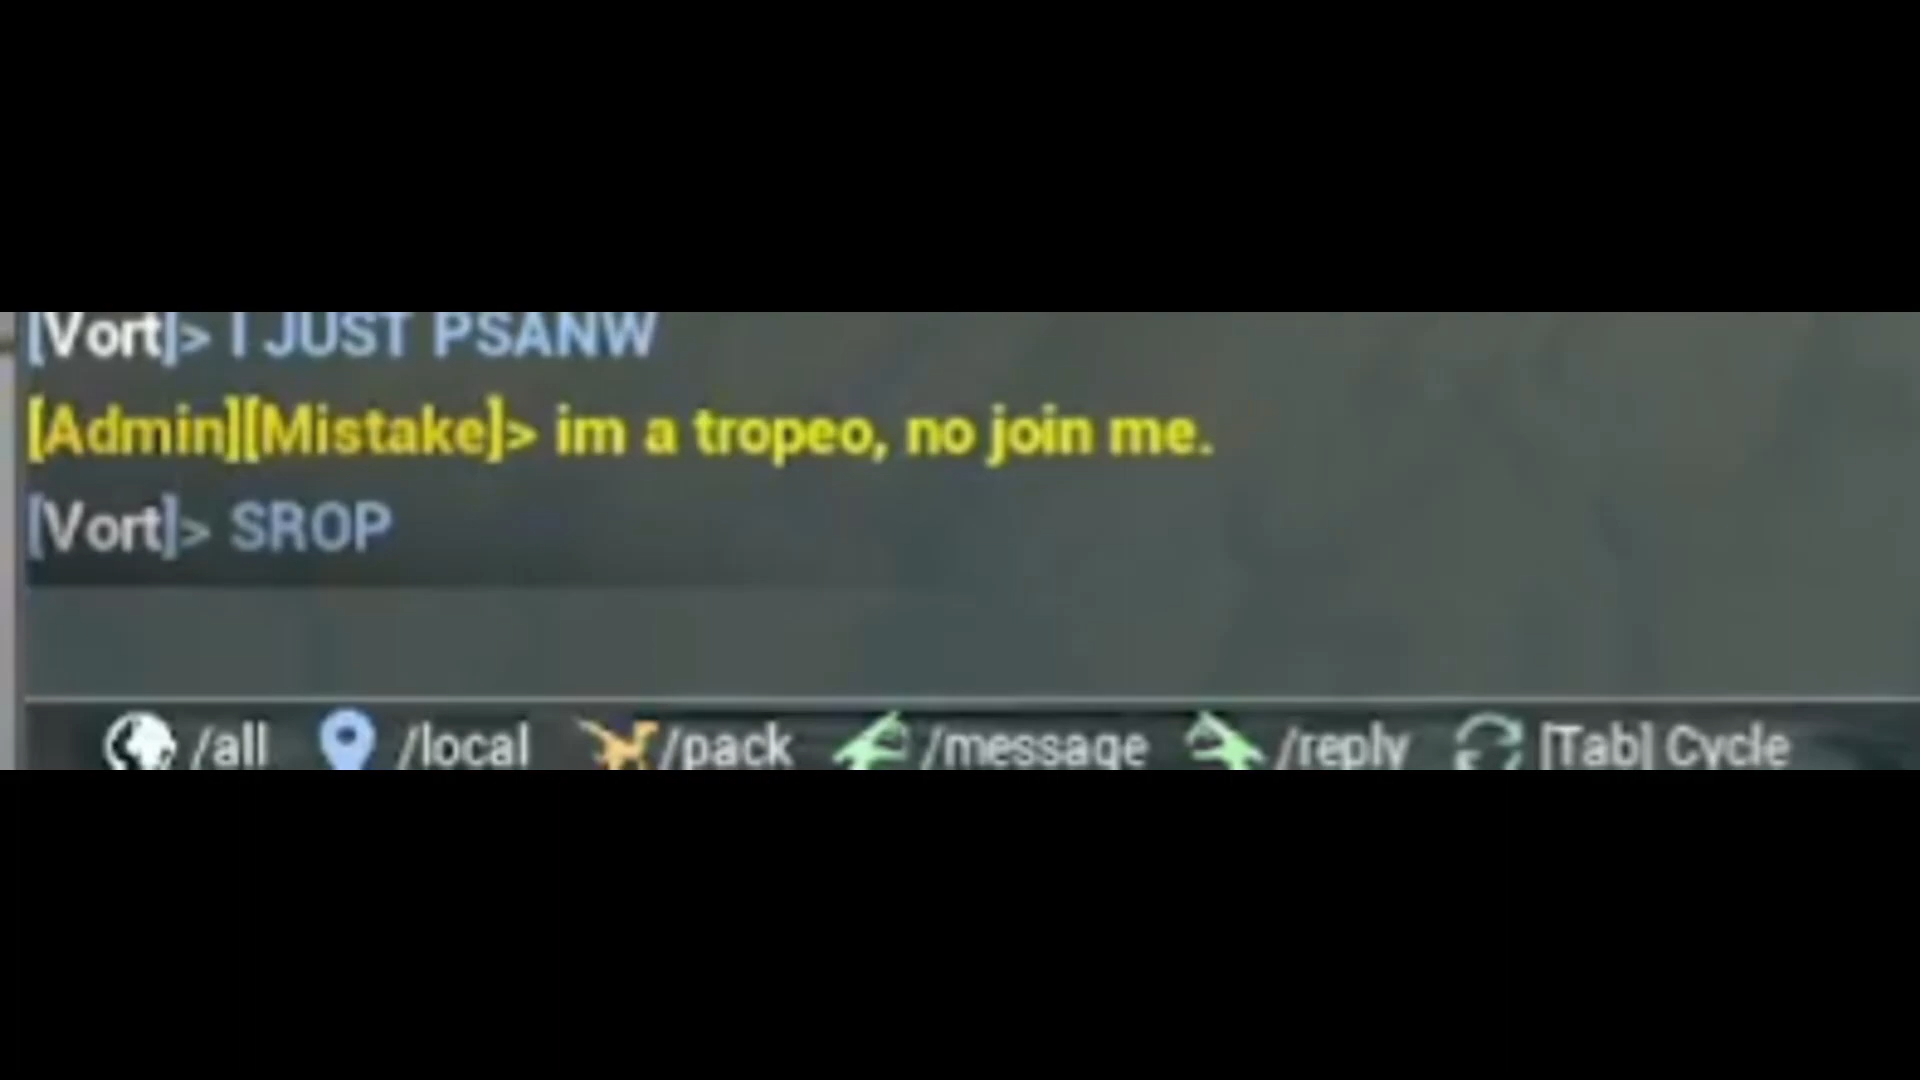 [Vort]> I JUST PSANW
[Admin][Mistake]> im a tropeo, no join me.
[Vort]> SROP
/all /local /pack /message /reply [Tab] Cycle